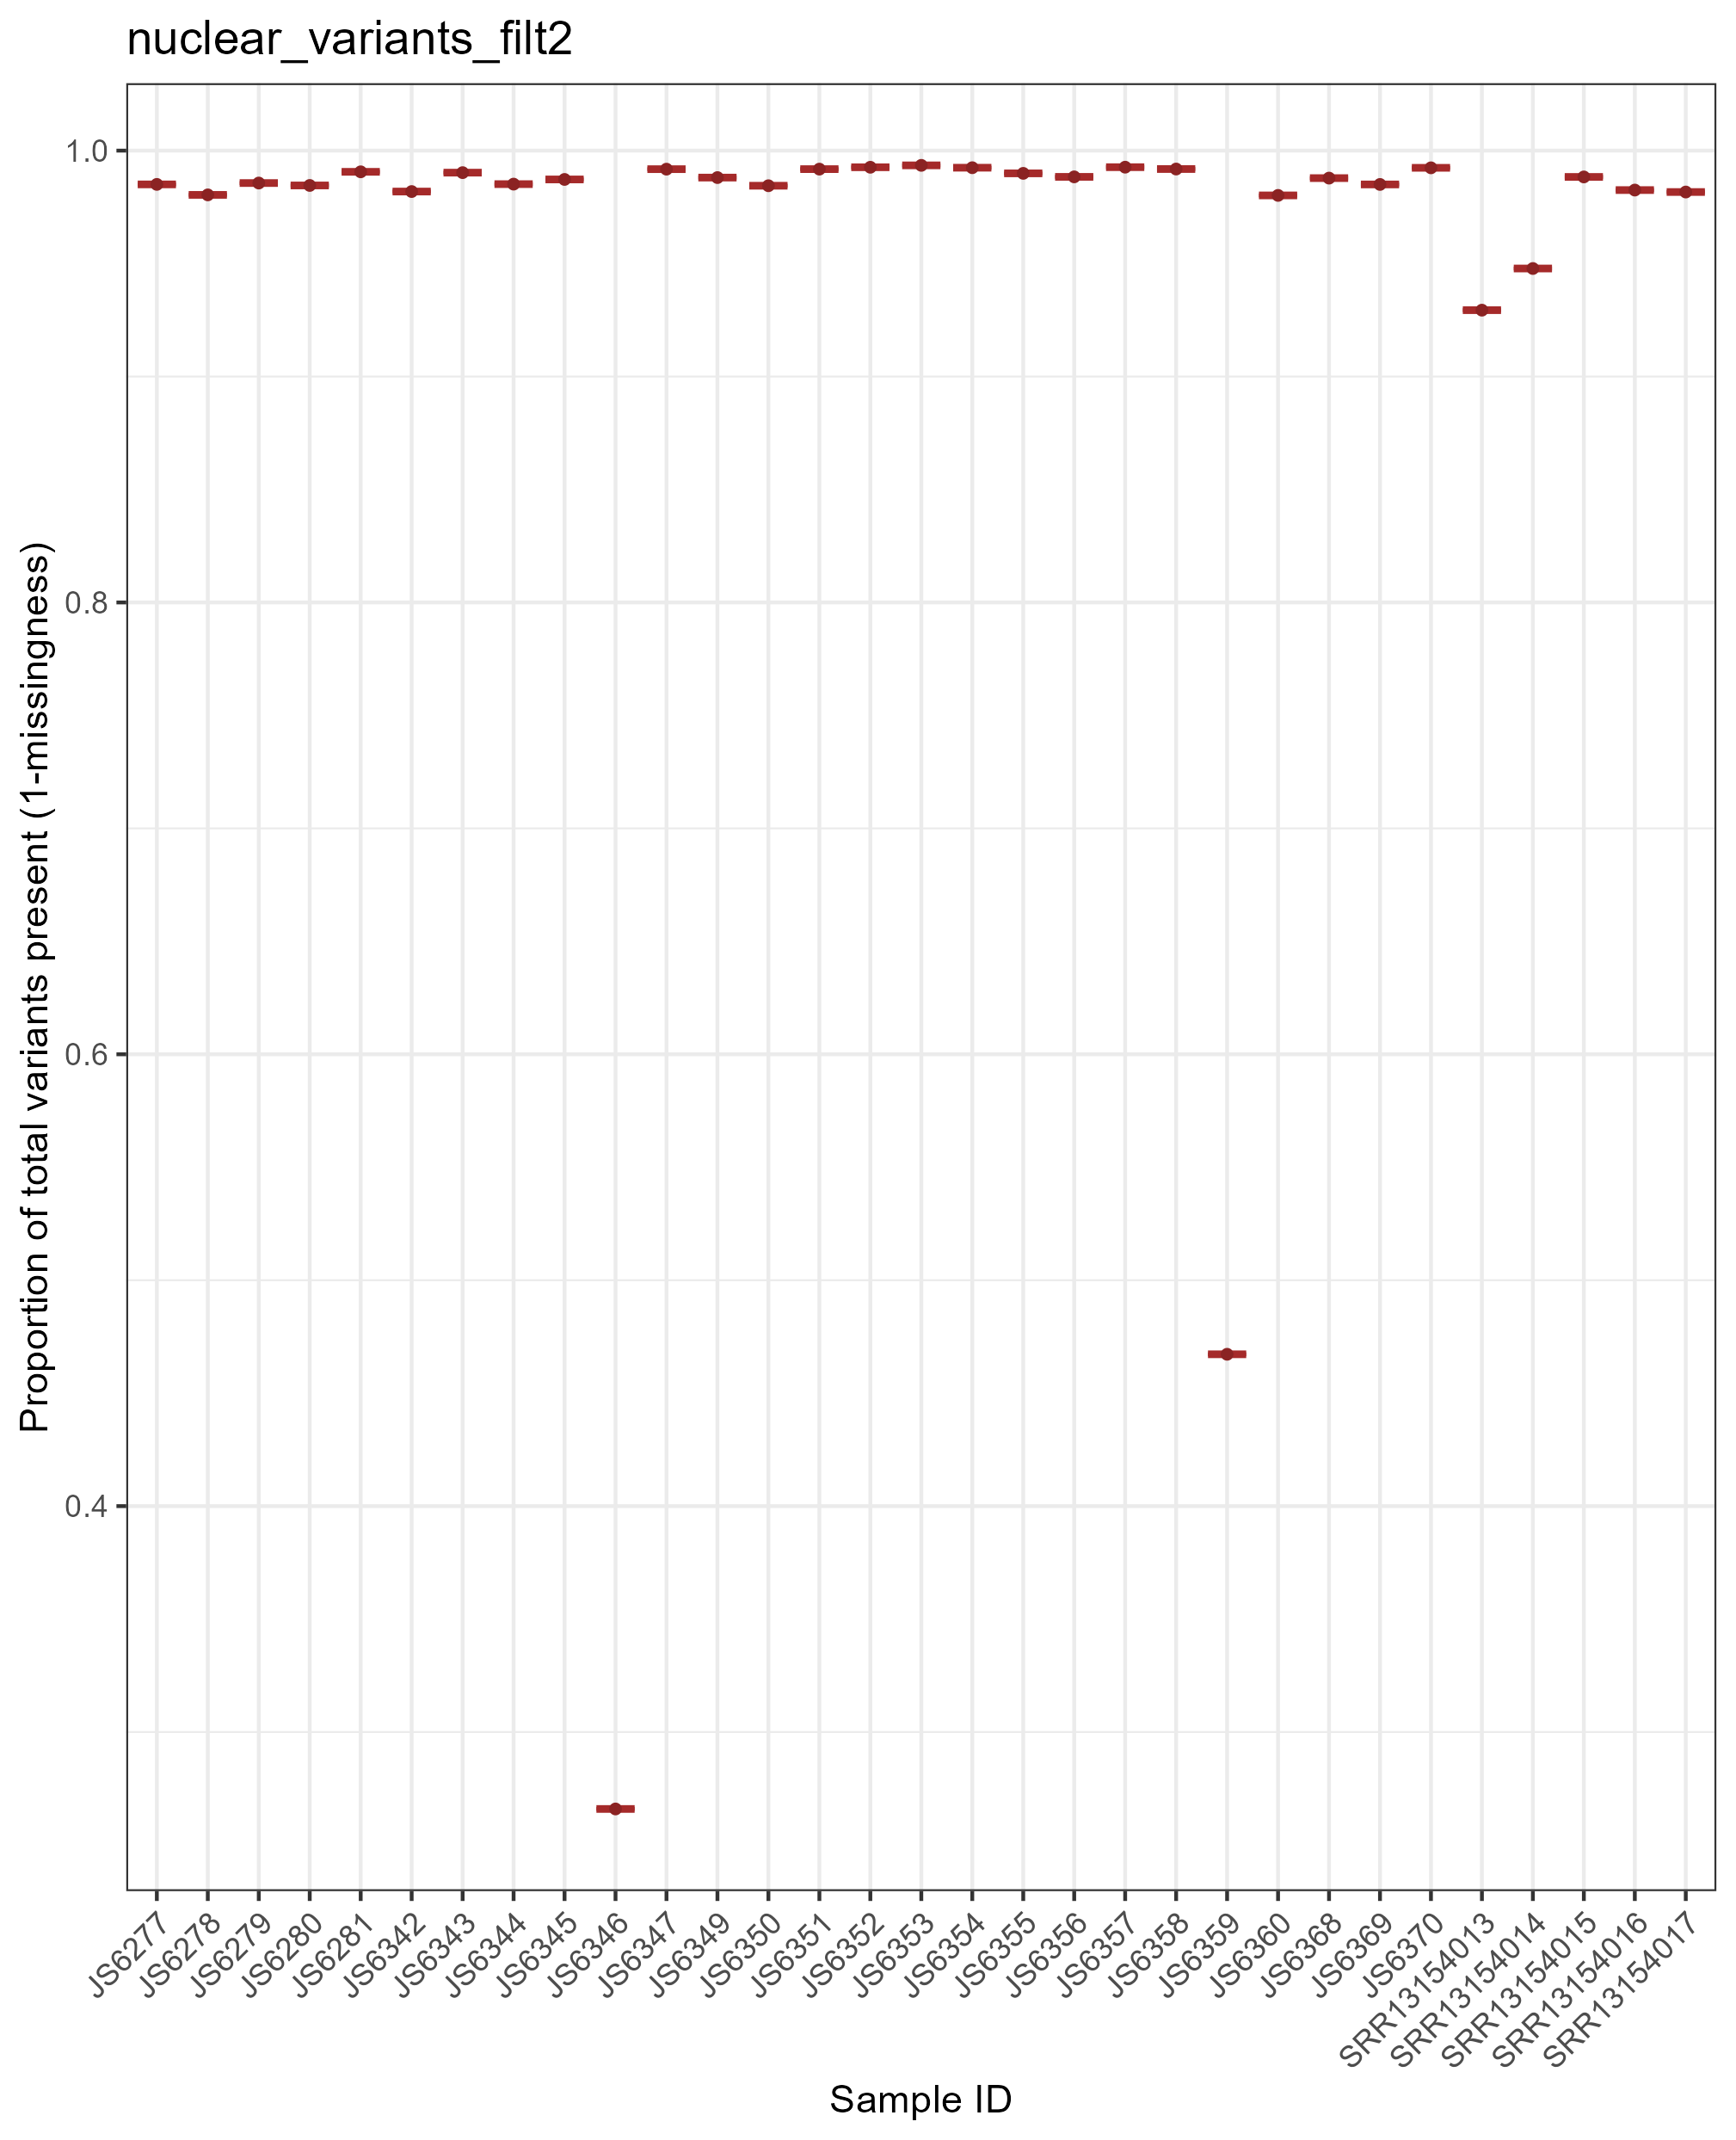 nuclear_variants_filt2
Proportion of total variants present (1-missingness)
1.0
0.8
0.6
0.4
JS6277
JS6278
JS6279
JS6280
JS6281
JS6342
JS6343
JS6344
JS6345
JS6346
JS6347
JS6349
JS6350
JS6351
JS6352
JS6353
JS6354
JS6355
JS6356
JS6357
JS6358
JS6359
JS6360
JS6368
JS6369
JS6370
SRR13154013
SRR13154014
SRR13154015
SRR13154016
SRR13154017
Sample ID